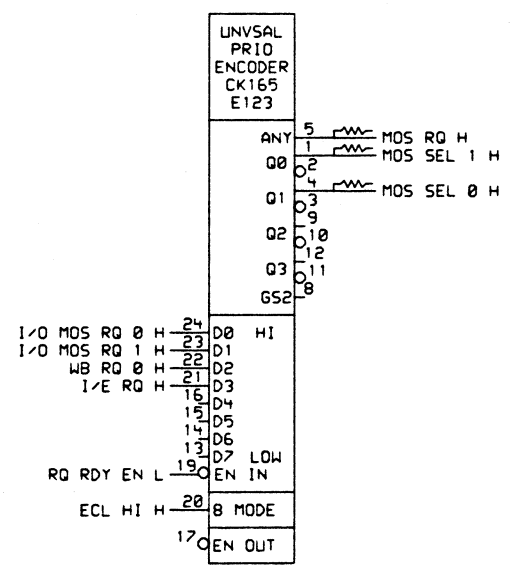 UNVSAL
PRIO
ENCODER
CK165
E123
ANY 5 MOS RQ H
Q0 1 MOS SEL 1 H
2
Q1 4 MOS SEL 0 H
3
9
Q2 10
12
Q3 11
GS2 8
I/O MOS RQ 0 H 24 D0 HI
I/O MOS RQ 1 H 23 D1
WB RQ 0 H 22 D2
I/E RQ H 21 D3
16 D4
15 D5
14 D6
13 D7 LOW
RQ RDY EN L 19 EN IN
ECL HI H 20 8 MODE
17 EN OUT